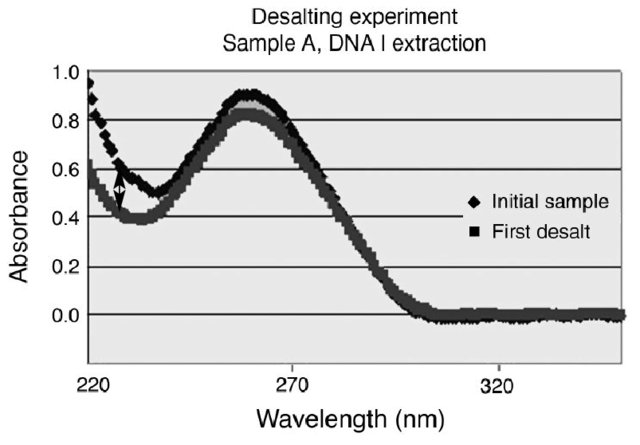 Desalting experiment
Sample A, DNA I extraction
1.0
0.8
0.6
0.4
0.2
0.0
Absorbance
Initial sample
First desalt
220 270 320
Wavelength (nm)